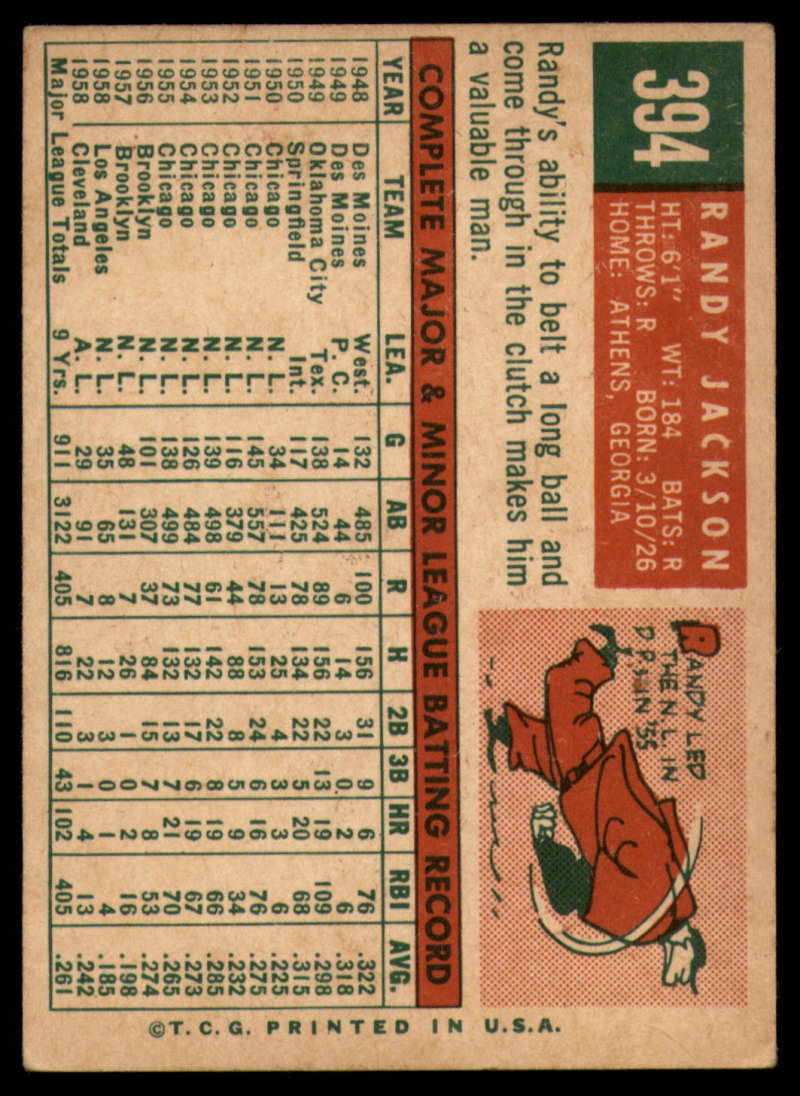 394
RANDY JACKSON
HT: 6'1" WT: 184 BATS: R
THROWS: R BORN: 3/10/26
HOME: ATHENS, GEORGIA
Randy's ability to belt a long ball and
come through in the clutch makes him
a valuable man.
RANDY LED
THE N.L. IN
D.P.'s IN '55
COMPLETE MAJOR & MINOR LEAGUE BATTING RECORD
YEAR TEAM LEA. G AB R H 2B 3B HR RBI AVG.
1948 Des Moines West. 132 485 100 156 31 9 6 76 .322
1949 Des Moines P. C. 14 44 6 14 3 0. 2 6 .318
1949 Oklahoma City Tex. 138 524 89 156 22 13 19 109 .298
1950 Springfield Int. 117 425 78 134 22 5 20 68 .315
1950 Chicago N. L. 34 111 13 25 4 3 3 6 .225
1951 Chicago N. L. 145 557 78 153 24 6 16 76 .275
1952 Chicago N. L. 116 379 44 88 8 5 9 34 .232
1953 Chicago N. L. 139 498 61 142 22 8 19 66 .285
1954 Chicago N. L. 126 484 77 132 17 6 19 67 .273
1955 Chicago N. L. 138 499 73 132 13 7 21 70 .265
1956 Brooklyn N. L. 101 307 37 84 15 7 8 53 .274
1957 Brooklyn N. L. 48 131 7 26 1 0 2 16 .198
1958 Los Angeles N. L. 35 65 8 12 3 0 1 4 .185
1958 Cleveland A. L. 29 91 7 22 3 1 4 13 .242
Major League Totals 9 Yrs. 911 3122 405 816 110 43 102 405 .261
©T.C.G. PRINTED IN U.S.A.